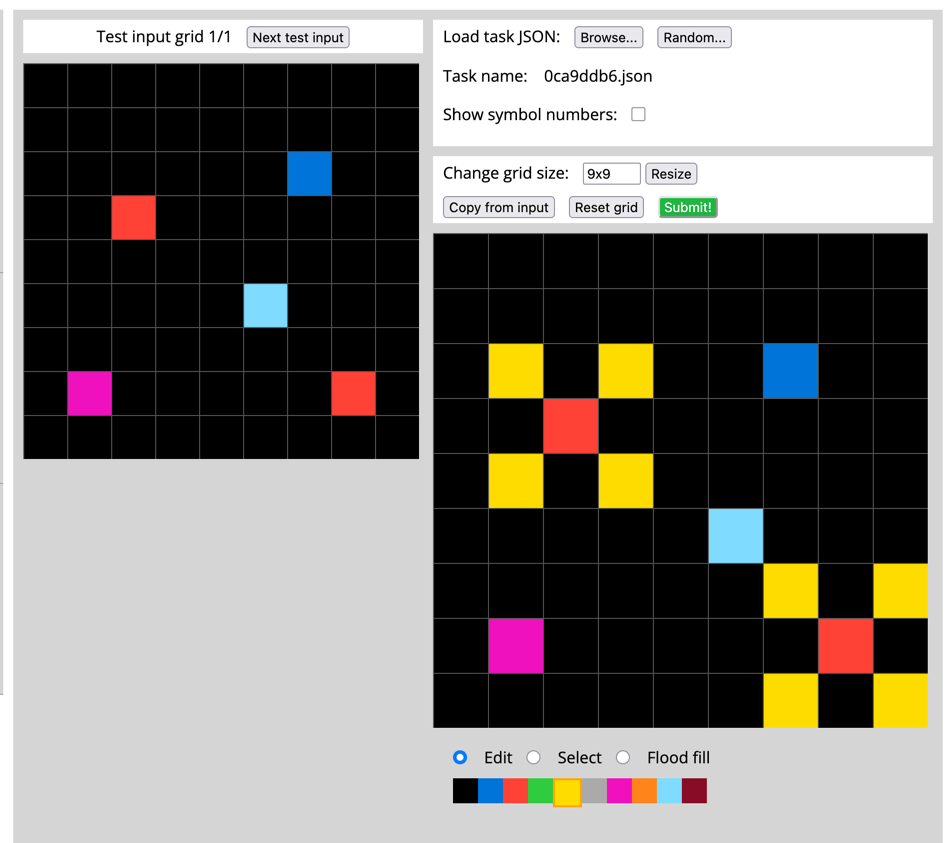 Test input grid 1/1 Next test input
Load task JSON: Browse... Random...
Task name: 0ca9ddb6.json
Show symbol numbers:
Change grid size: 9x9 Resize
Copy from input Reset grid Submit!
Edit Select Flood fill